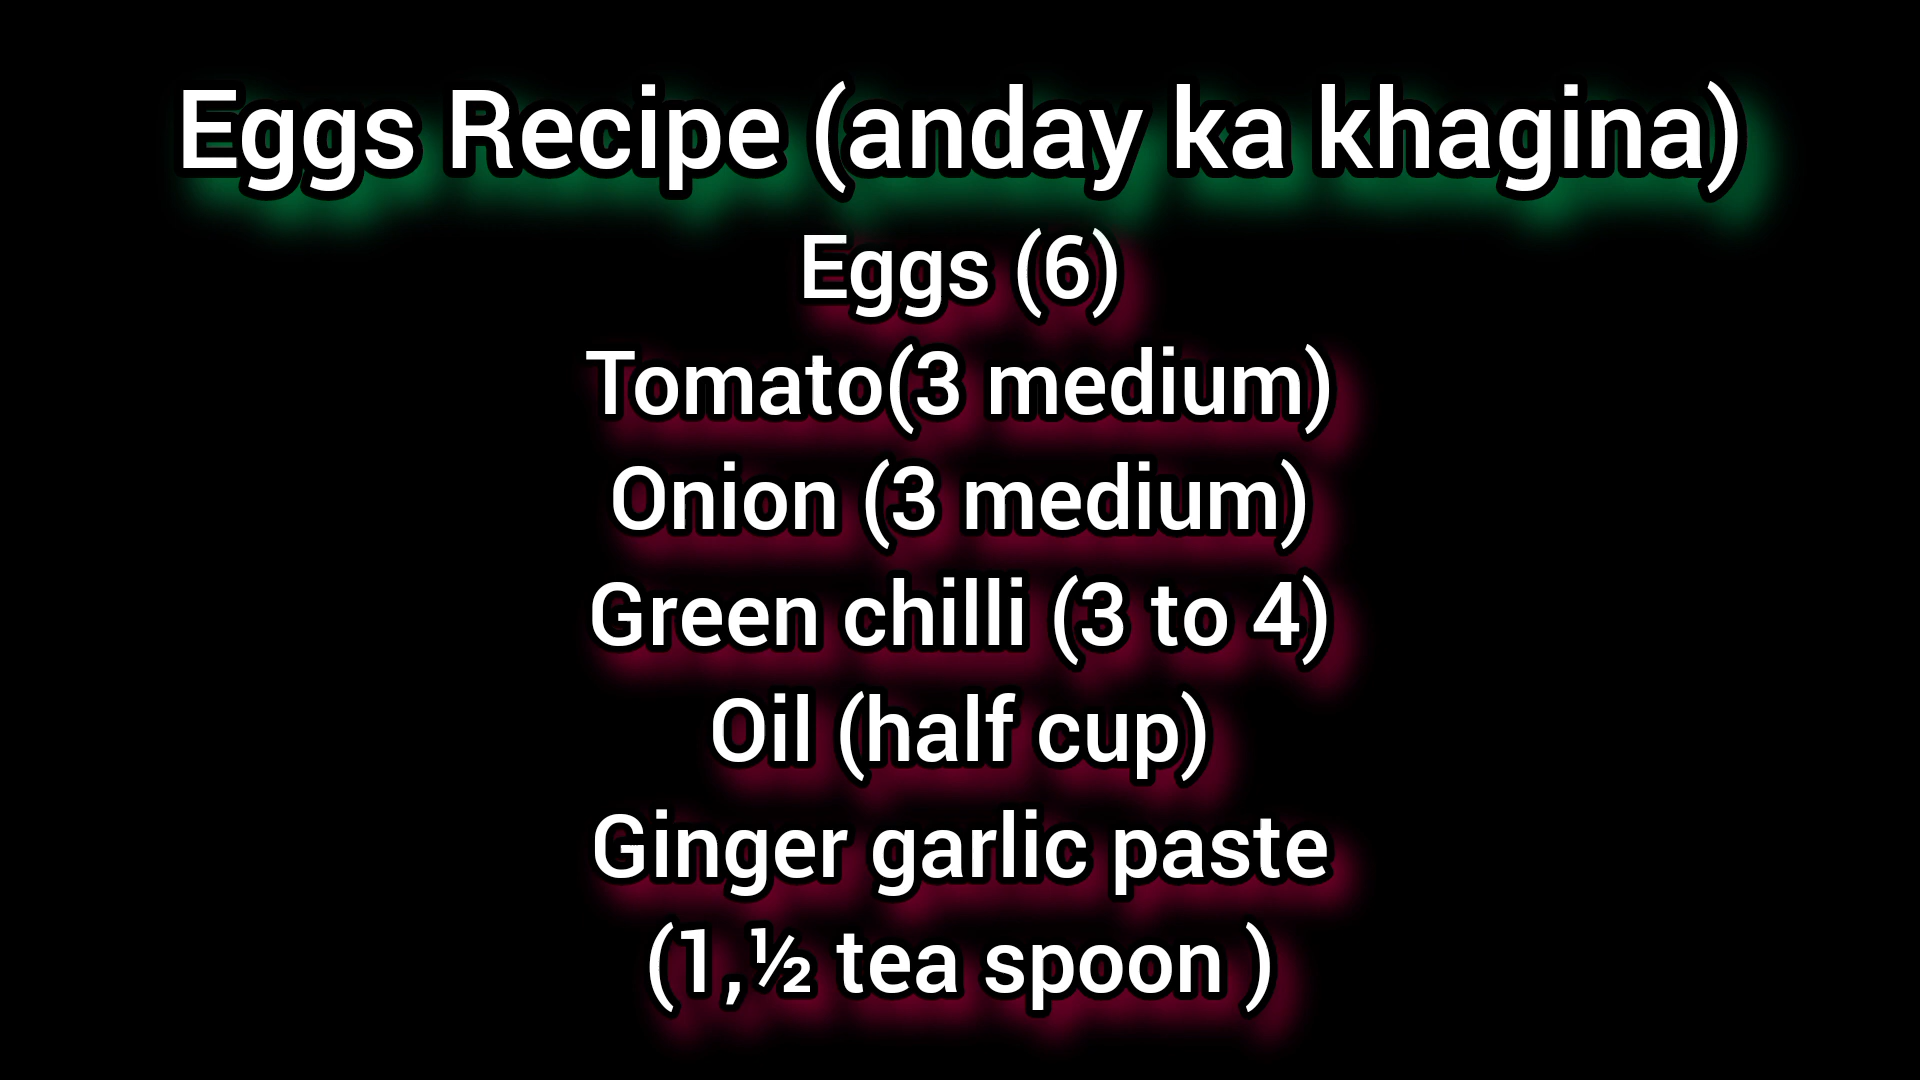 Eggs Recipe (anday ka khagina)
Eggs (6)
Tomato(3 medium)
Onion (3 medium)
Green chilli (3 to 4)
Oil (half cup)
Ginger garlic paste
(1,½ tea spoon )